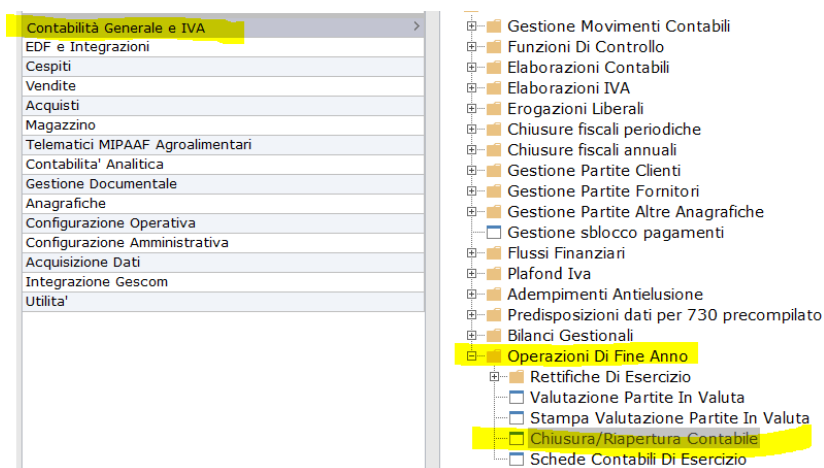 Contabilità Generale e IVA
EDF e Integrazioni
Cespiti
Vendite
Acquisti
Magazzino
Telematici MIPAAF Agroalimentari
Contabilita' Analitica
Gestione Documentale
Anagrafiche
Configurazione Operativa
Configurazione Amministrativa
Acquisizione Dati
Integrazione Gescom
Utilita'
Gestione Movimenti Contabili
Funzioni Di Controllo
Elaborazioni Contabili
Elaborazioni IVA
Erogazioni Liberali
Chiusure fiscali periodiche
Chiusure fiscali annuali
Gestione Partite Clienti
Gestione Partite Fornitori
Gestione Partite Altre Anagrafiche
Gestione sblocco pagamenti
Flussi Finanziari
Plafond Iva
Adempimenti Antielusione
Predisposizioni dati per 730 precompilato
Bilanci Gestionali
Operazioni Di Fine Anno
Rettifiche Di Esercizio
Valutazione Partite In Valuta
Stampa Valutazione Partite In Valuta
Chiusura/Riapertura Contabile
Schede Contabili Di Esercizio